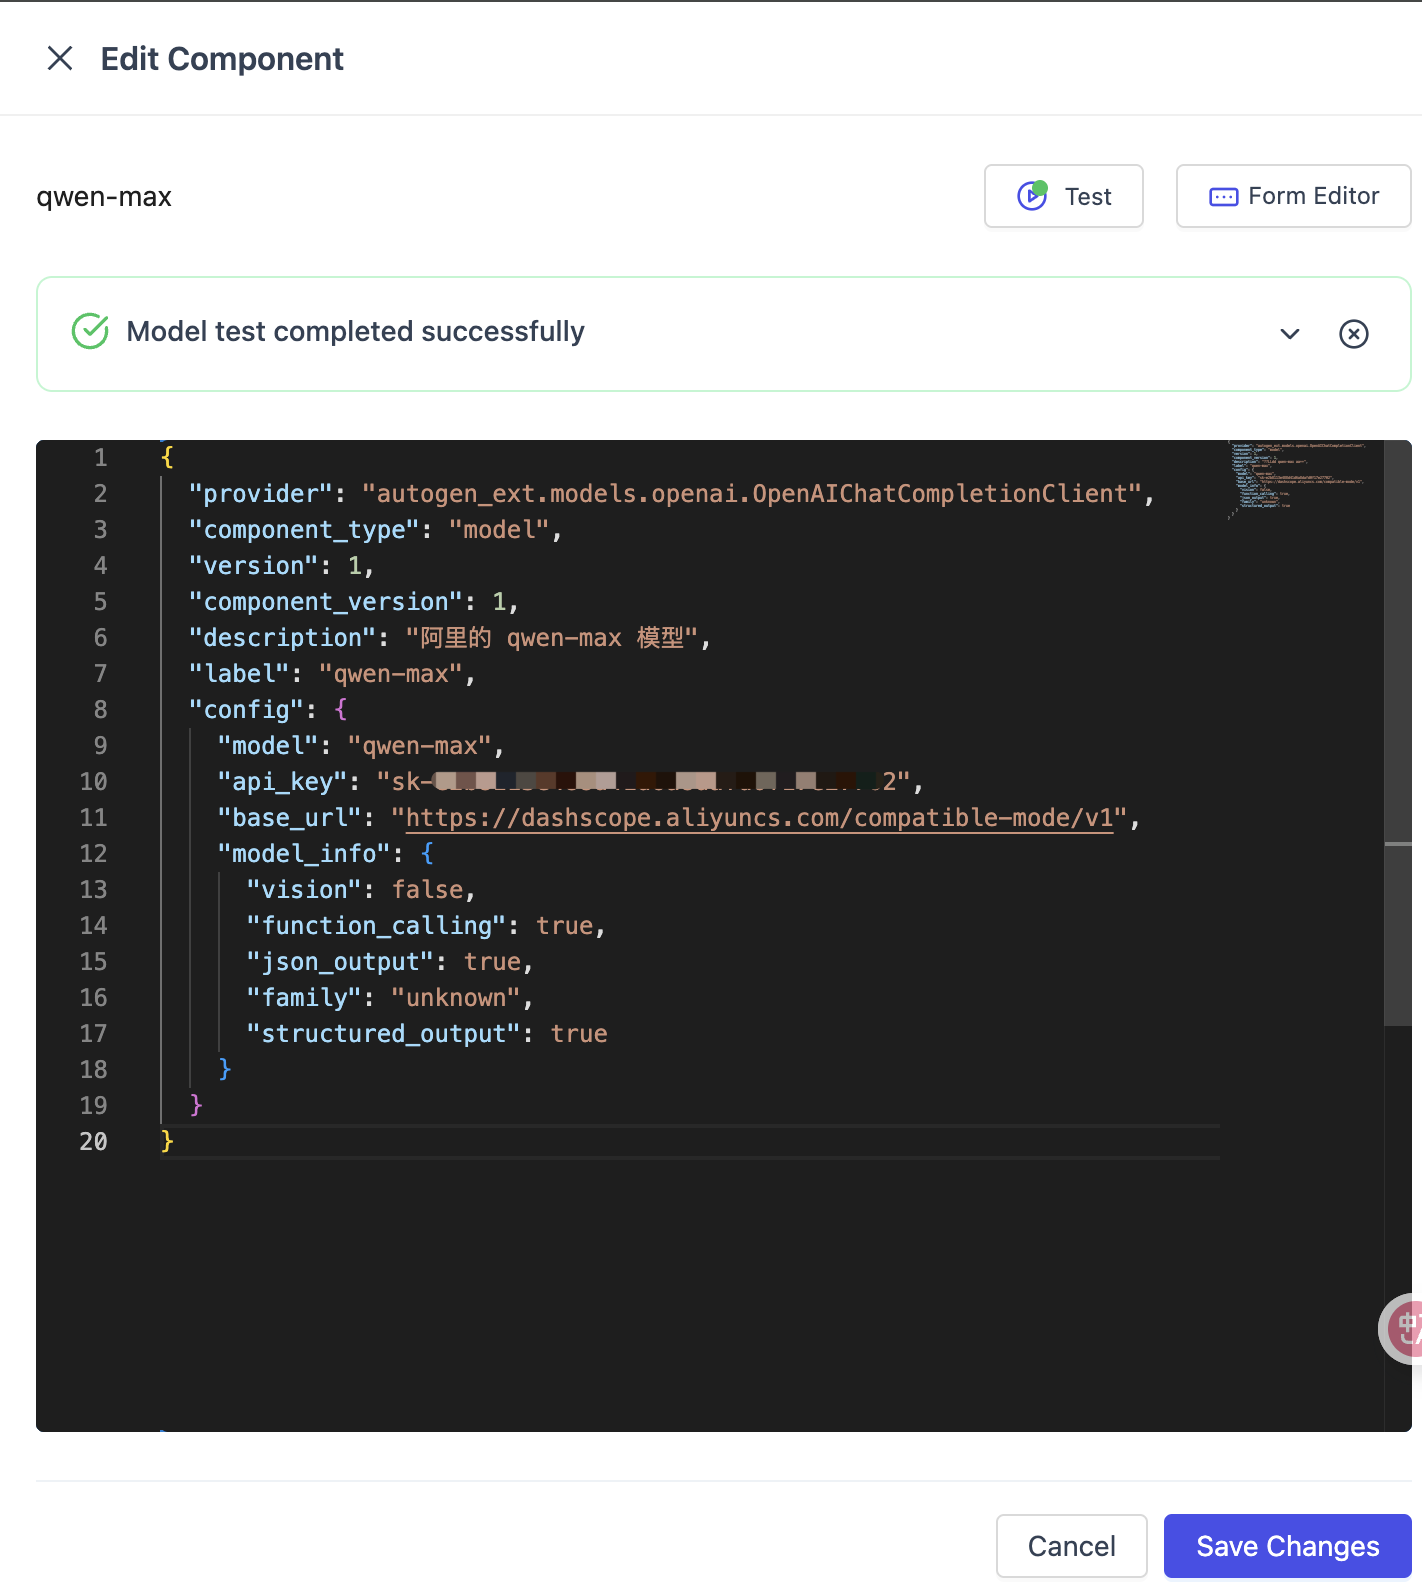 Edit Component
qwen-max
Test
Form Editor
Model test completed successfully
1 {
2 "provider": "autogen_ext.models.openai.OpenAIChatCompletionClient",
3 "component_type": "model",
4 "version": 1,
5 "component_version": 1,
6 "description": "阿里的 qwen-max 模型",
7 "label": "qwen-max",
8 "config": {
9 "model": "qwen-max",
10 "api_key": "sk-2",
11 "base_url": "https://dashscope.aliyuncs.com/compatible-mode/v1",
12 "model_info": {
13 "vision": false,
14 "function_calling": true,
15 "json_output": true,
16 "family": "unknown",
17 "structured_output": true
18 }
19 }
20 }
中
Cancel
Save Changes